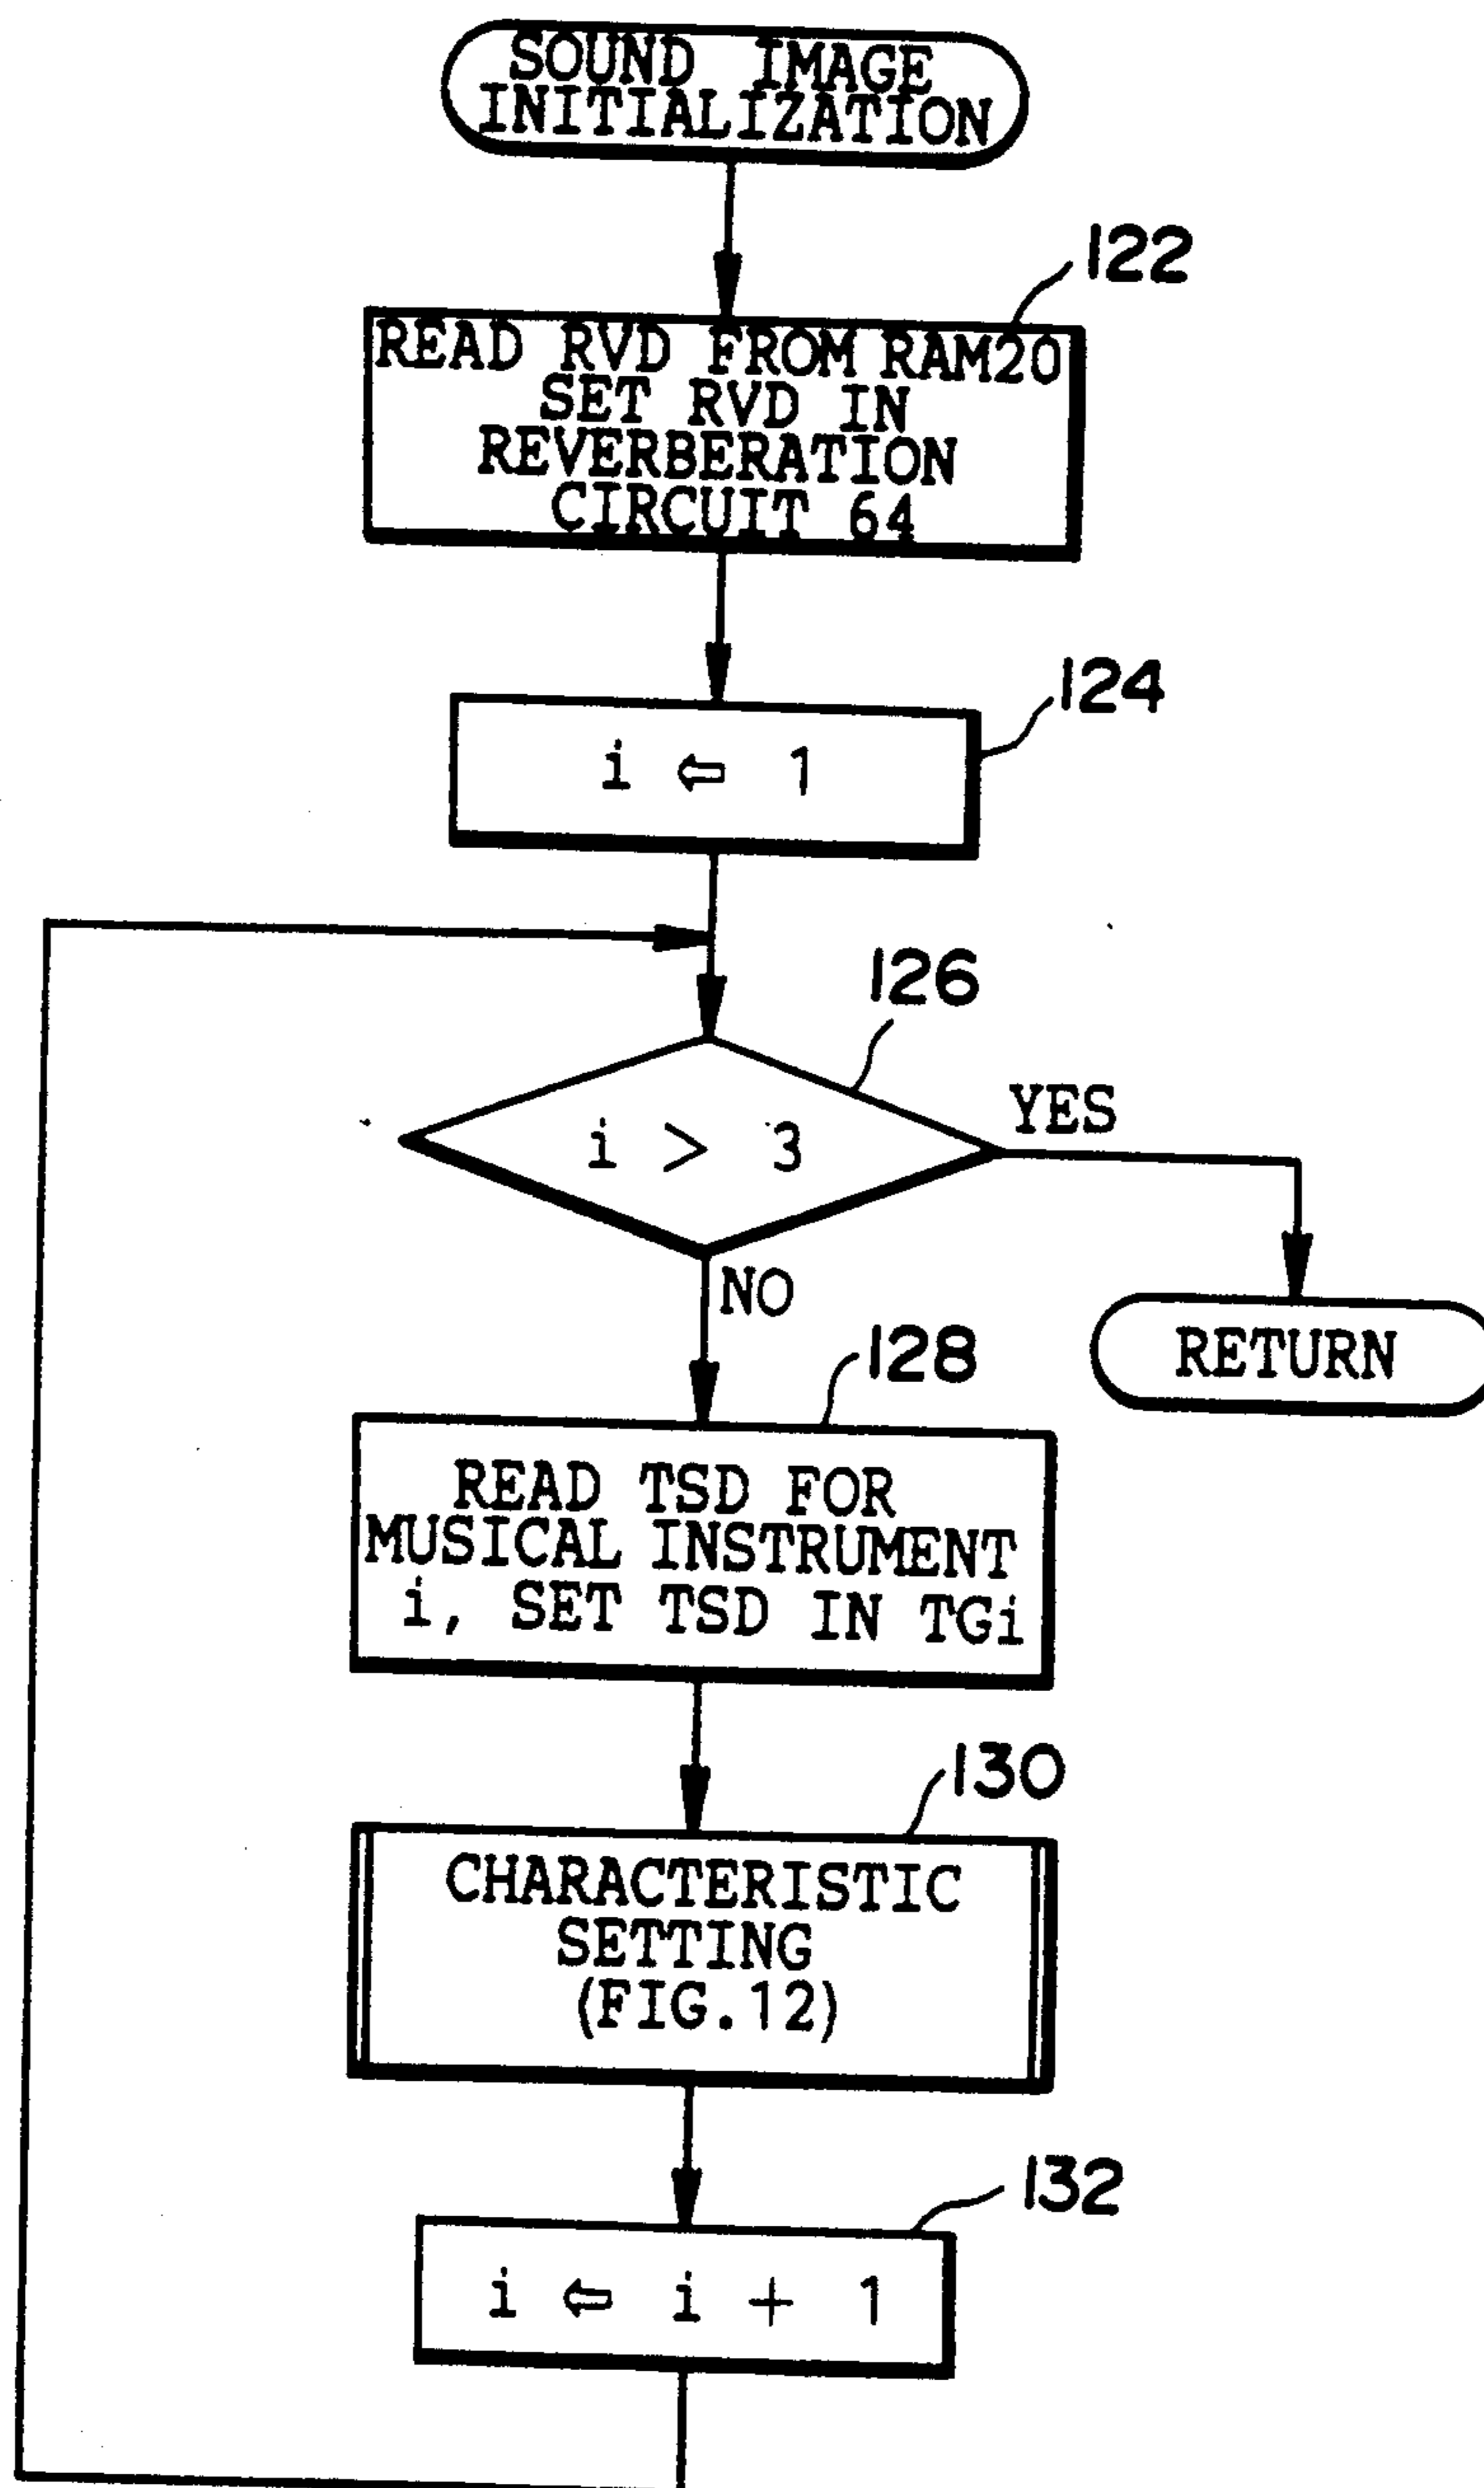 SOUND IMAGE
INITIALIZATION
122
READ RVD FROM RAM20
SET RVD IN
REVERBERATION
CIRCUIT 64
124
i ⇐ 1
126
i > 3
YES
NO
RETURN
128
READ TSD FOR
MUSICAL INSTRUMENT
i, SET TSD IN TGi
130
CHARACTERISTIC
SETTING
(FIG.12)
132
i ⇐ i + 1